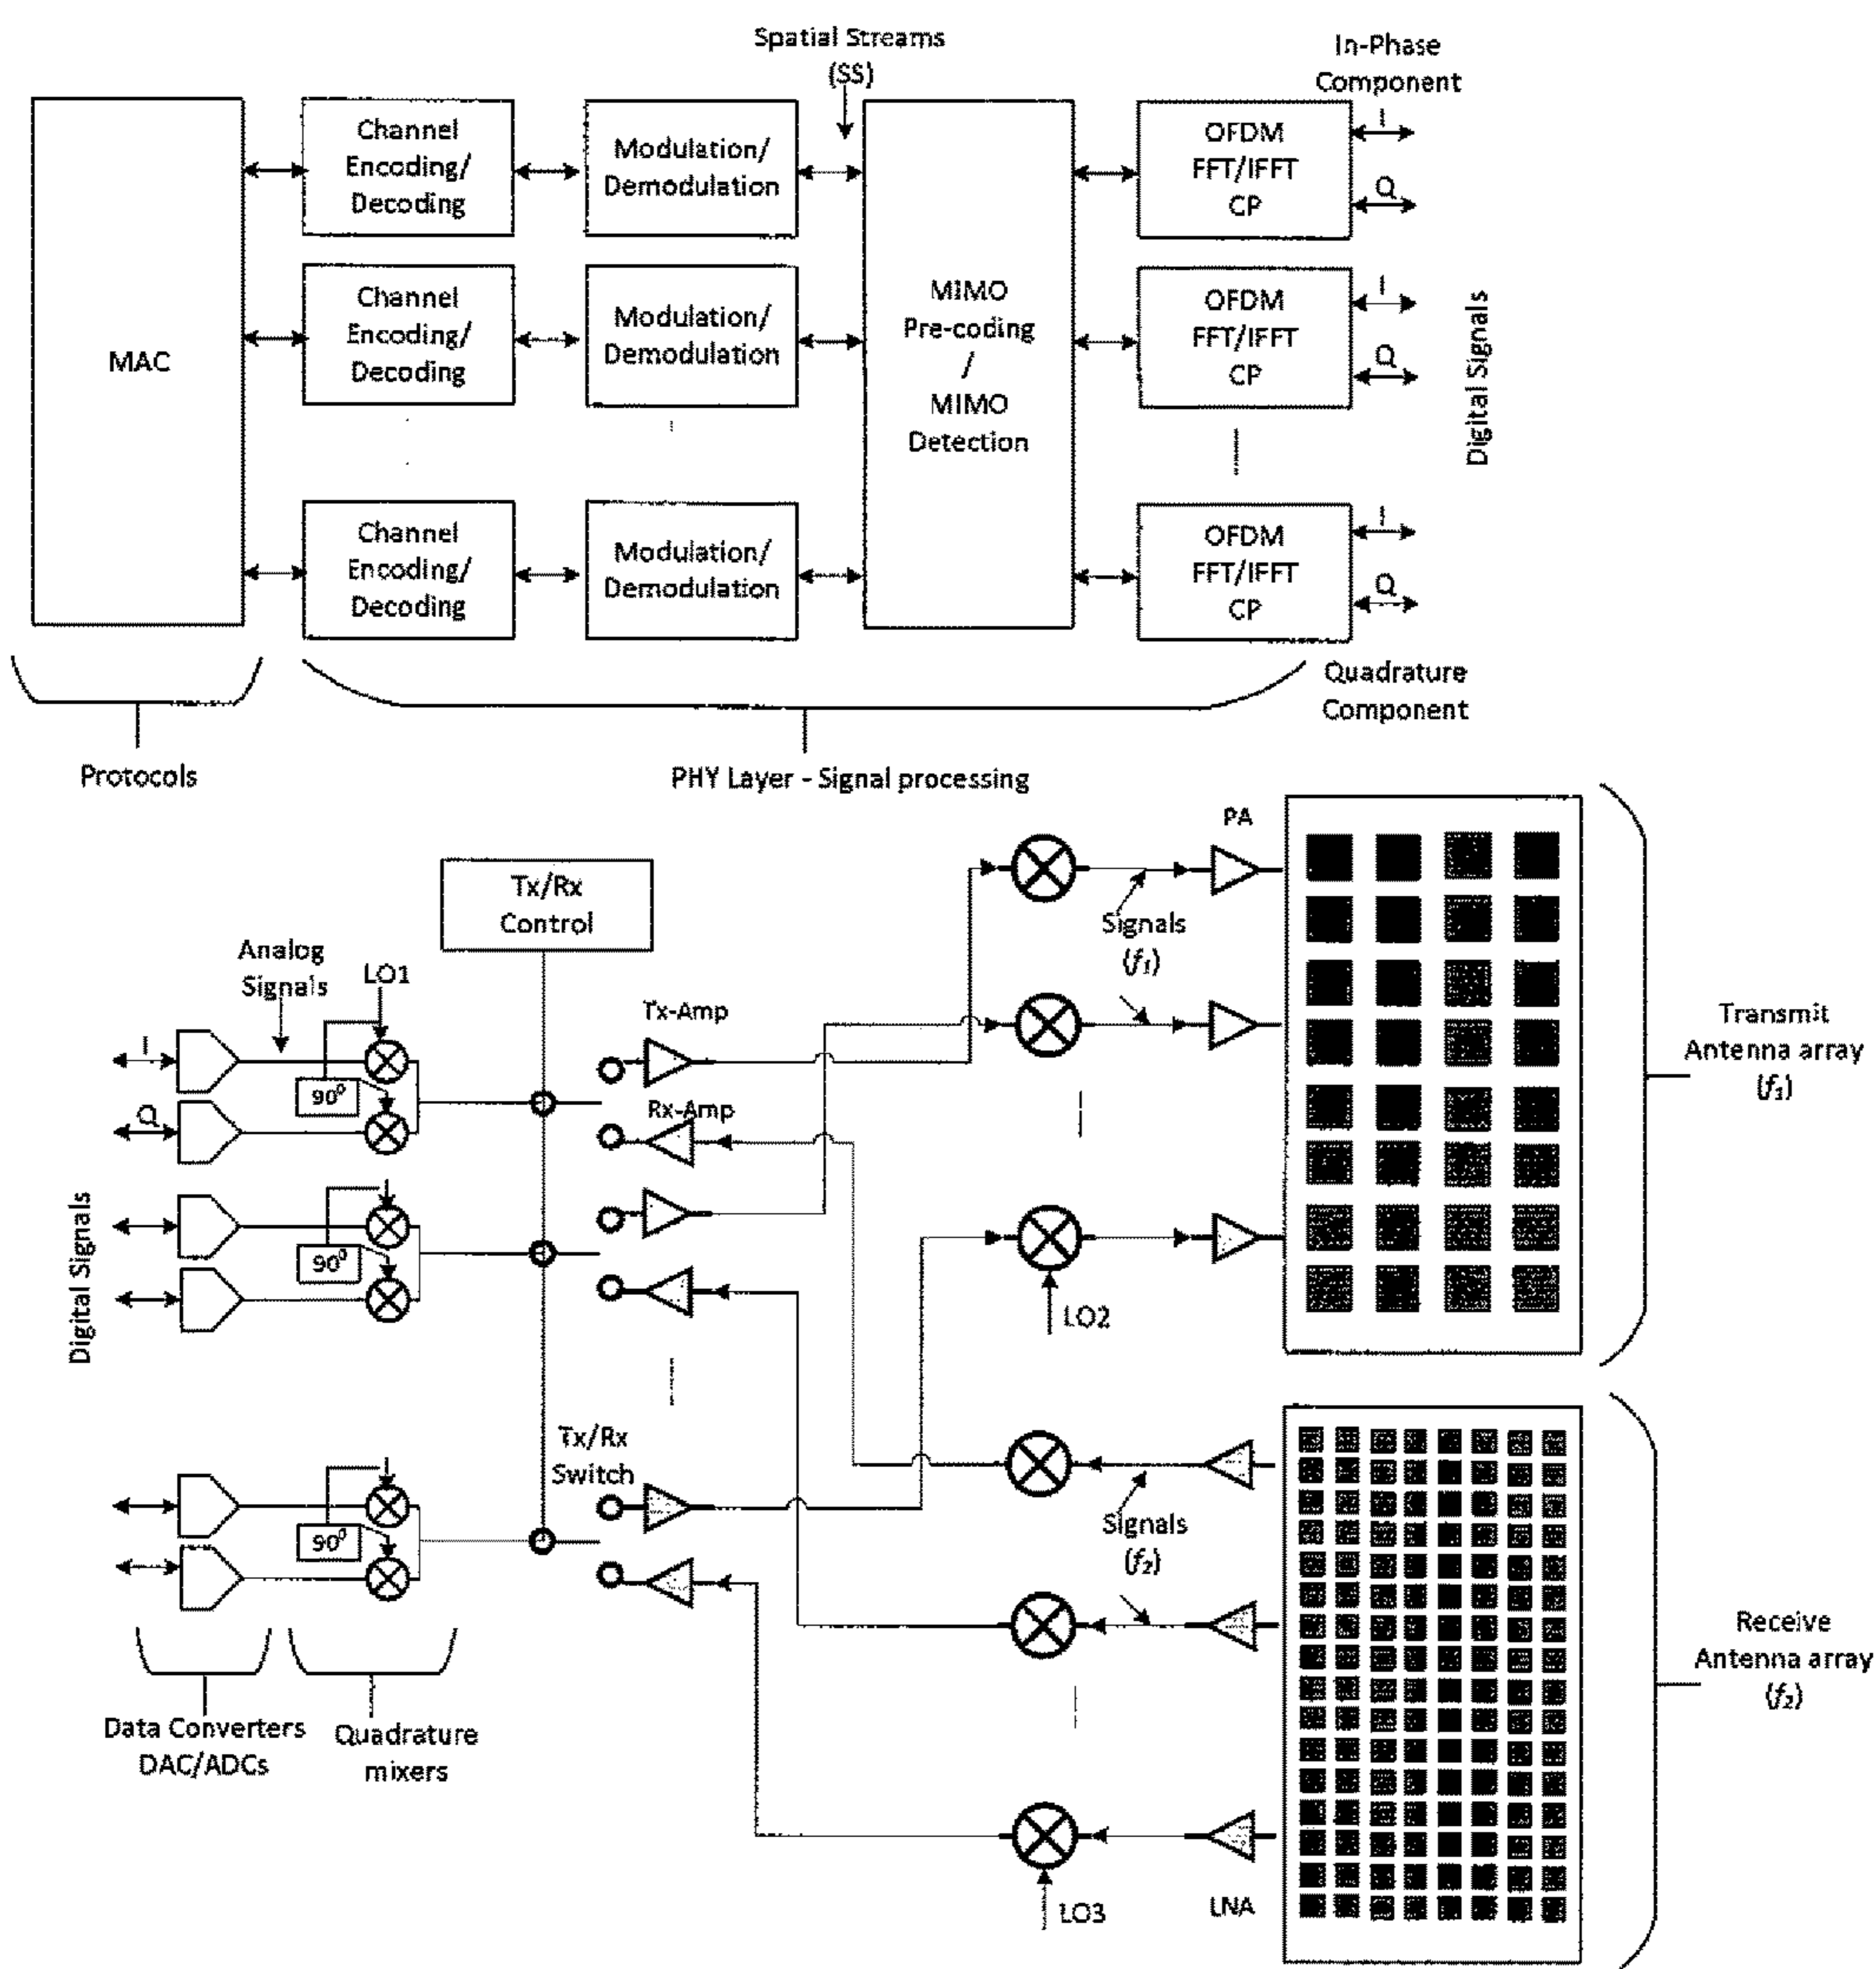 Spatial Streams
(SS)
In-Phase
Component
MAC
Channel
Encoding/
Decoding
Modulation/
Demodulation
MIMO
Pre-coding
/
MIMO
Detection
OFDM
FFT/IFFT
CP
I
Q
Channel
Encoding/
Decoding
Modulation/
Demodulation
OFDM
FFT/IFFT
CP
I
Q
Digital Signals
Channel
Encoding/
Decoding
Modulation/
Demodulation
OFDM
FFT/IFFT
CP
I
Q
Quadrature
Component
Protocols
PHY Layer - Signal processing
PA
Tx/Rx
Control
Signals
(f₁)
Analog
Signals
LO1
Tx-Amp
Transmit
Antenna array
(f₁)
I
90⁰
Q
Rx-Amp
Digital Signals
90⁰
LO2
Tx/Rx
Switch
90⁰
Signals
(f₂)
Receive
Antenna array
(f₂)
Data Converters
DAC/ADCs
Quadrature
mixers
LO3
LNA